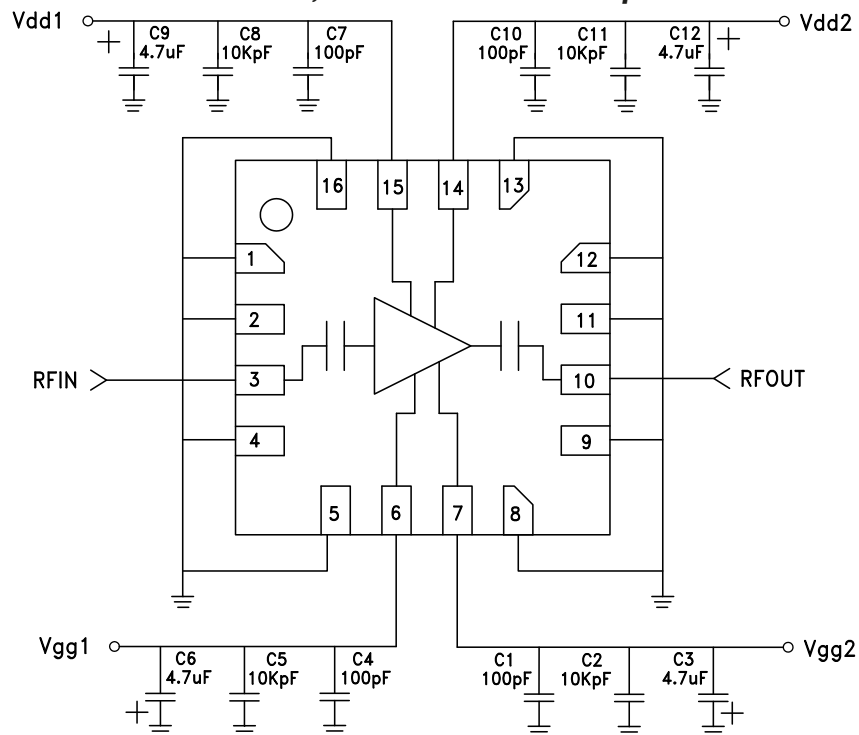 Vdd1
C9
4.7uF
C8
10KpF
C7
100pF
C10
100pF
C11
10KpF
C12
4.7uF
Vdd2
16
15
14
13
1
12
2
11
RFIN
3
10
RFOUT
4
9
5
6
7
8
Vgg1
C6
4.7uF
C5
10KpF
C4
100pF
C1
100pF
C2
10KpF
C3
4.7uF
Vgg2